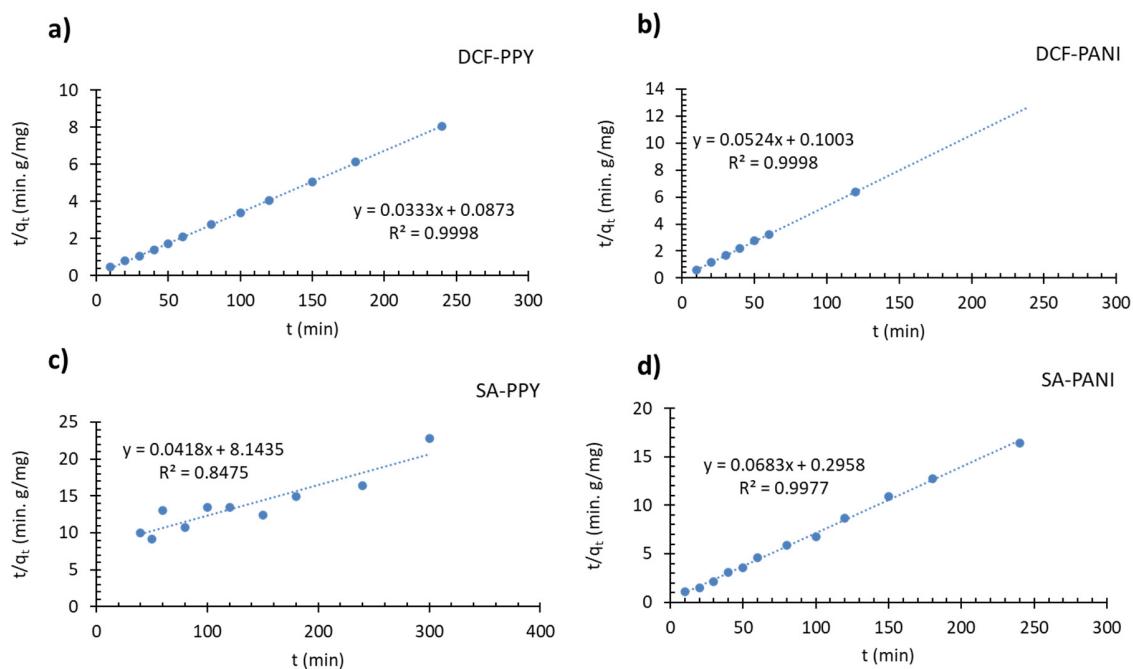 a)
DCF-PPY
10
8
6
4
2
0
t/qt (min. g/mg)
y = 0.0333x + 0.0873
R² = 0.9998
0 50 100 150 200 250 300
t (min)
b)
DCF-PANI
14
12
10
8
6
4
2
0
t/qt (min. g/mg)
y = 0.0524x + 0.1003
R² = 0.9998
0 50 100 150 200 250 300
t (min)
c)
SA-PPY
25
20
15
10
5
0
t/qt (min. g/mg)
y = 0.0418x + 8.1435
R² = 0.8475
0 100 200 300 400
t (min)
d)
SA-PANI
20
15
10
5
0
t/qt (min. g/mg)
y = 0.0683x + 0.2958
R² = 0.9977
0 50 100 150 200 250 300
t (min)